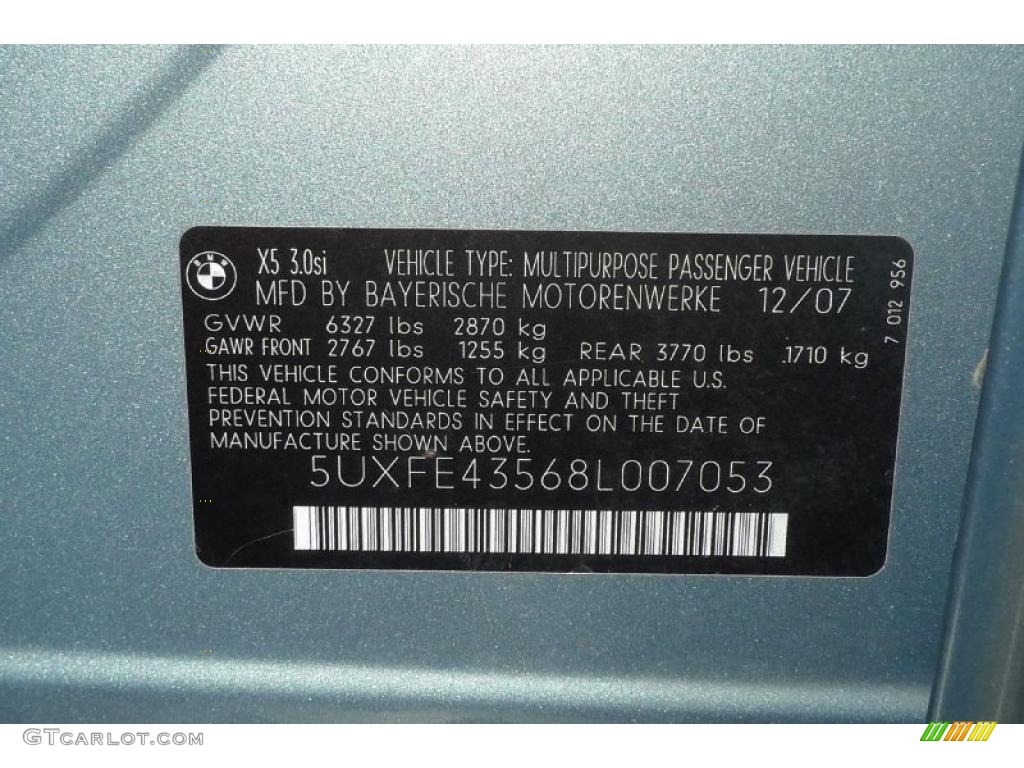 BMW
X5 3.0si VEHICLE TYPE: MULTIPURPOSE PASSENGER VEHICLE
MFD BY BAYERISCHE MOTORENWERKE 12/07
GVWR 6327 lbs 2870 kg
GAWR FRONT 2767 lbs 1255 kg REAR 3770 lbs 1710 kg
THIS VEHICLE CONFORMS TO ALL APPLICABLE U.S.
FEDERAL MOTOR VEHICLE SAFETY AND THEFT
PREVENTION STANDARDS IN EFFECT ON THE DATE OF
MANUFACTURE SHOWN ABOVE.
5UXFE43568L007053
7 012 956
GTCarLot.com